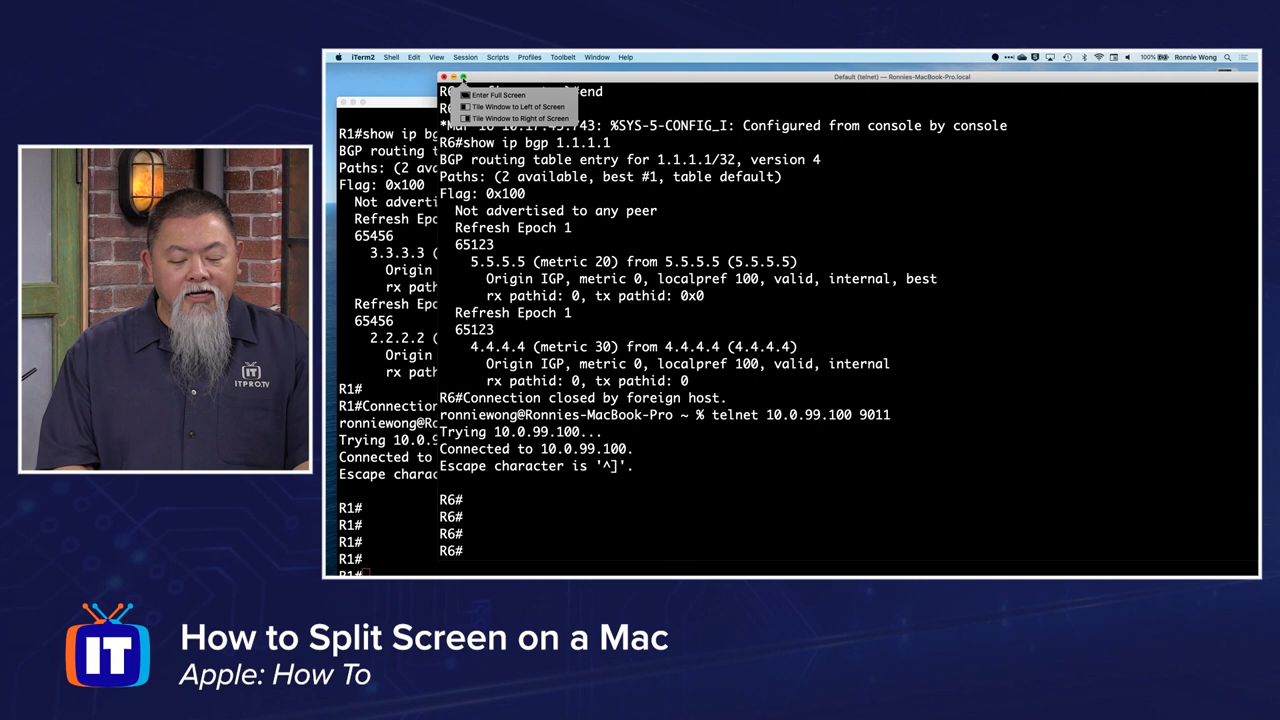 iTerm2 Shell Edit View Session Scripts Profiles Toolbelt Window Help 100% Ronnie Wong
Default (telnet) — Ronnies-MacBook-Pro.local
Enter Full Screen
Tile Window to Left of Screen
Tile Window to Right of Screen
end
console by console
%SYS-5-CONFIG_I: Configured from
R6#show ip bgp 1.1.1.1
BGP routing table entry for 1.1.1.1/32, version 4
Paths: (2 available, best #1, table default)
Flag: 0x100
Not advertised to any peer
Refresh Epoch 1
65123
5.5.5.5 (metric 20) from 5.5.5.5 (5.5.5.5)
Origin IGP, metric 0, localpref 100, valid, internal, best
rx pathid: 0, tx pathid: 0x0
Refresh Epoch 1
65123
4.4.4.4 (metric 30) from 4.4.4.4 (4.4.4.4)
Origin IGP, metric 0, localpref 100, valid, internal
rx pathid: 0, tx pathid: 0
R6#Connection closed by foreign host.
ronniewong@Ronnies-MacBook-Pro ~ % telnet 10.0.99.100 9011
Trying 10.0.99.100...
Connected to 10.0.99.100.
Escape character is '^]'.
R6#
R6#
R6#
R6#
R1#show ip bg
BGP routing t
Paths: (2 av
Flag: 0x100
Not adverti
Refresh Epo
65456
3.3.3.3 (
Origin
rx path
Refresh Epo
65456
2.2.2.2 (
Origin
rx path
R1#
R1#Connection
ronniewong@R
Trying 10.0.9
Connected to
Escape charac
R1#
R1#
R1#
R1#
R1#
IT
ITPRO.TV
IT
How to Split Screen on a Mac
Apple: How To